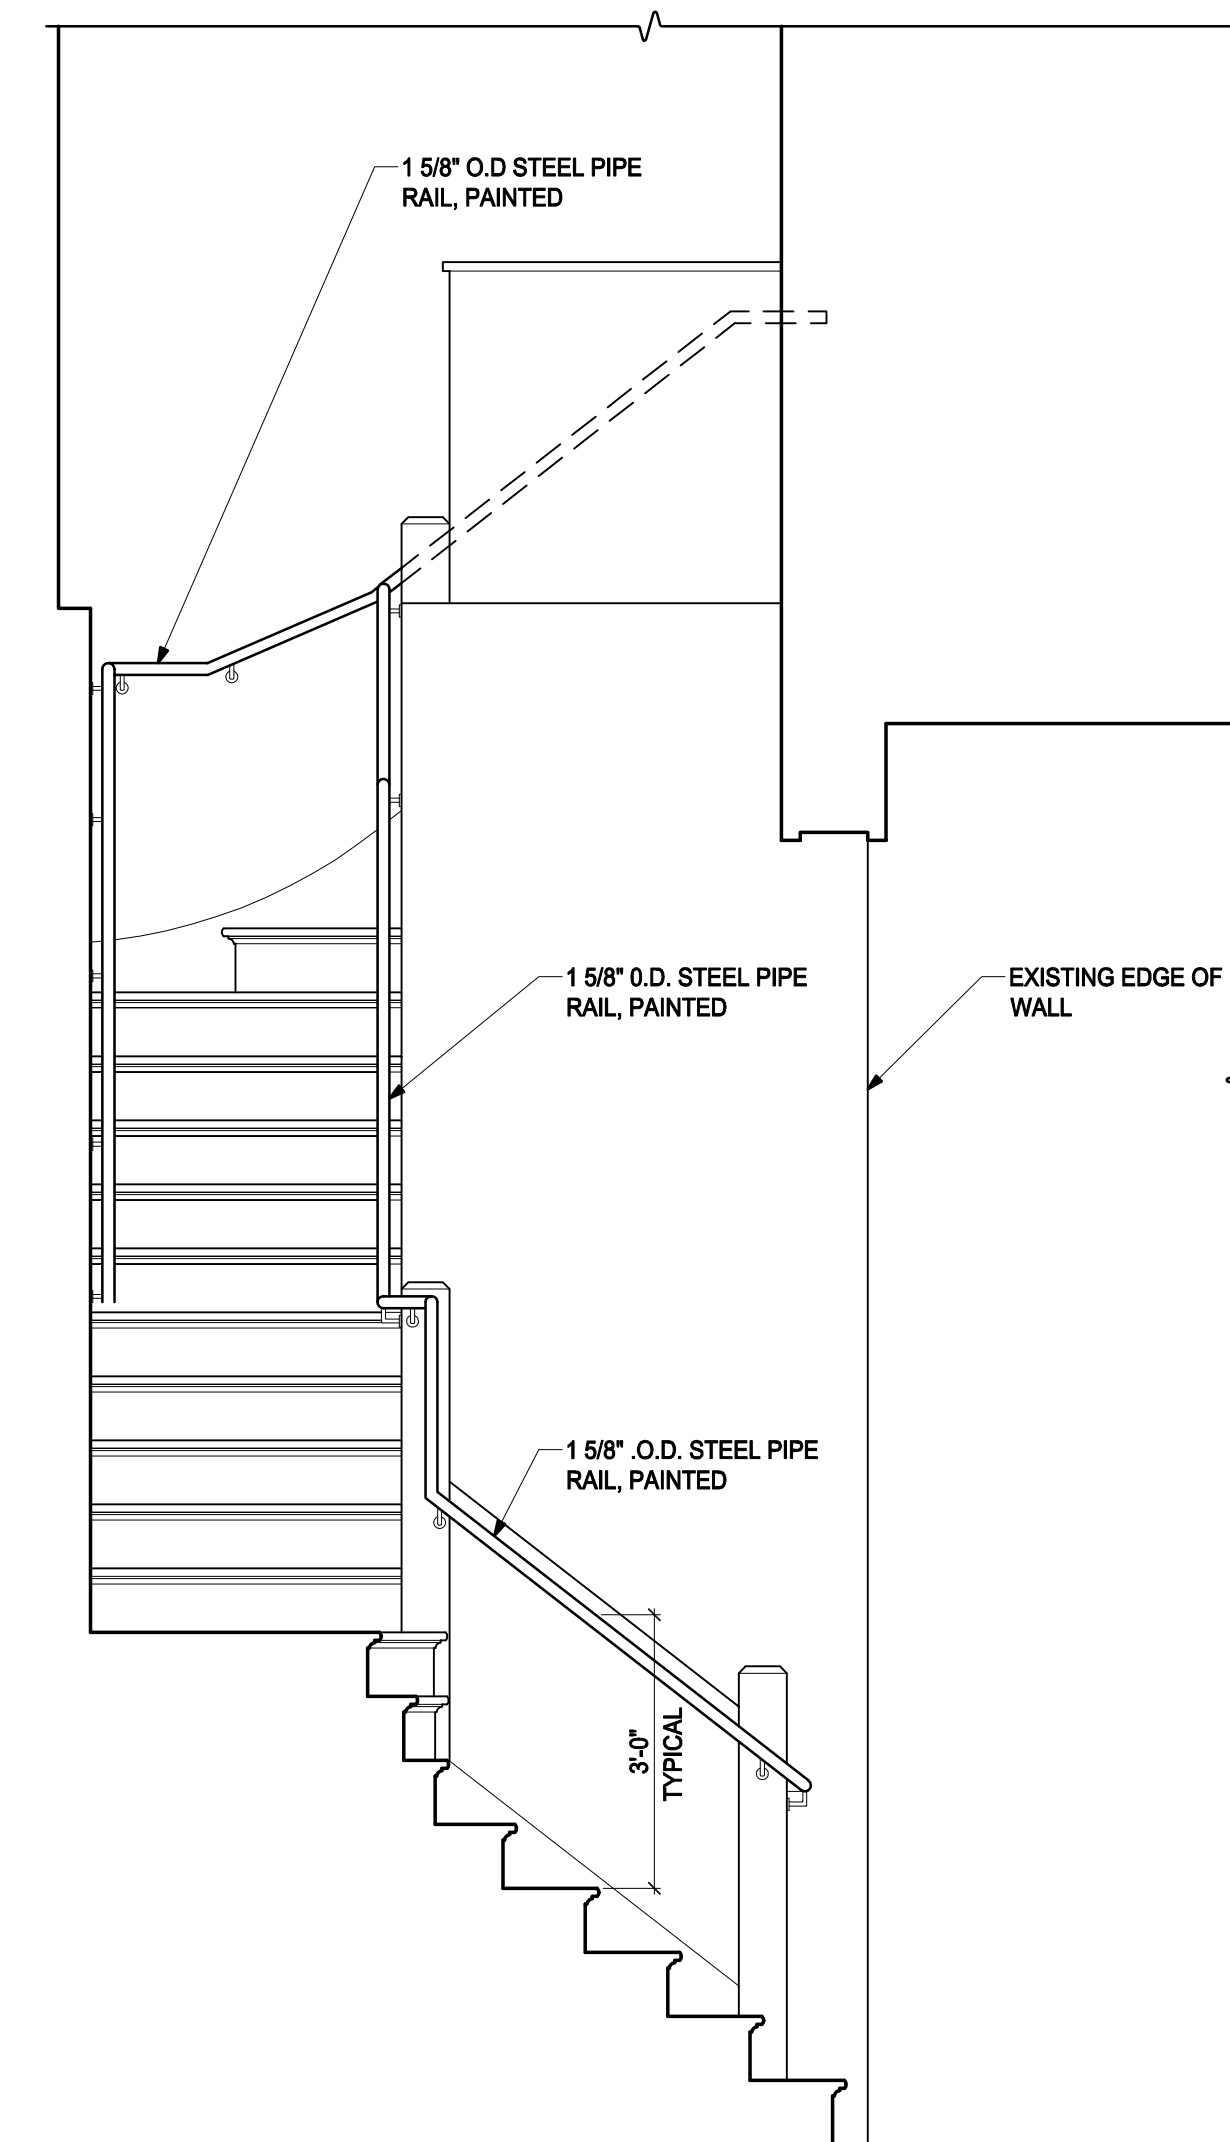 1 5/8" O.D STEEL PIPE
RAIL, PAINTED
1 5/8" 0.D. STEEL PIPE
RAIL, PAINTED
EXISTING EDGE OF
WALL
1 5/8" .O.D. STEEL PIPE
RAIL, PAINTED
3'-0"
TYPICAL